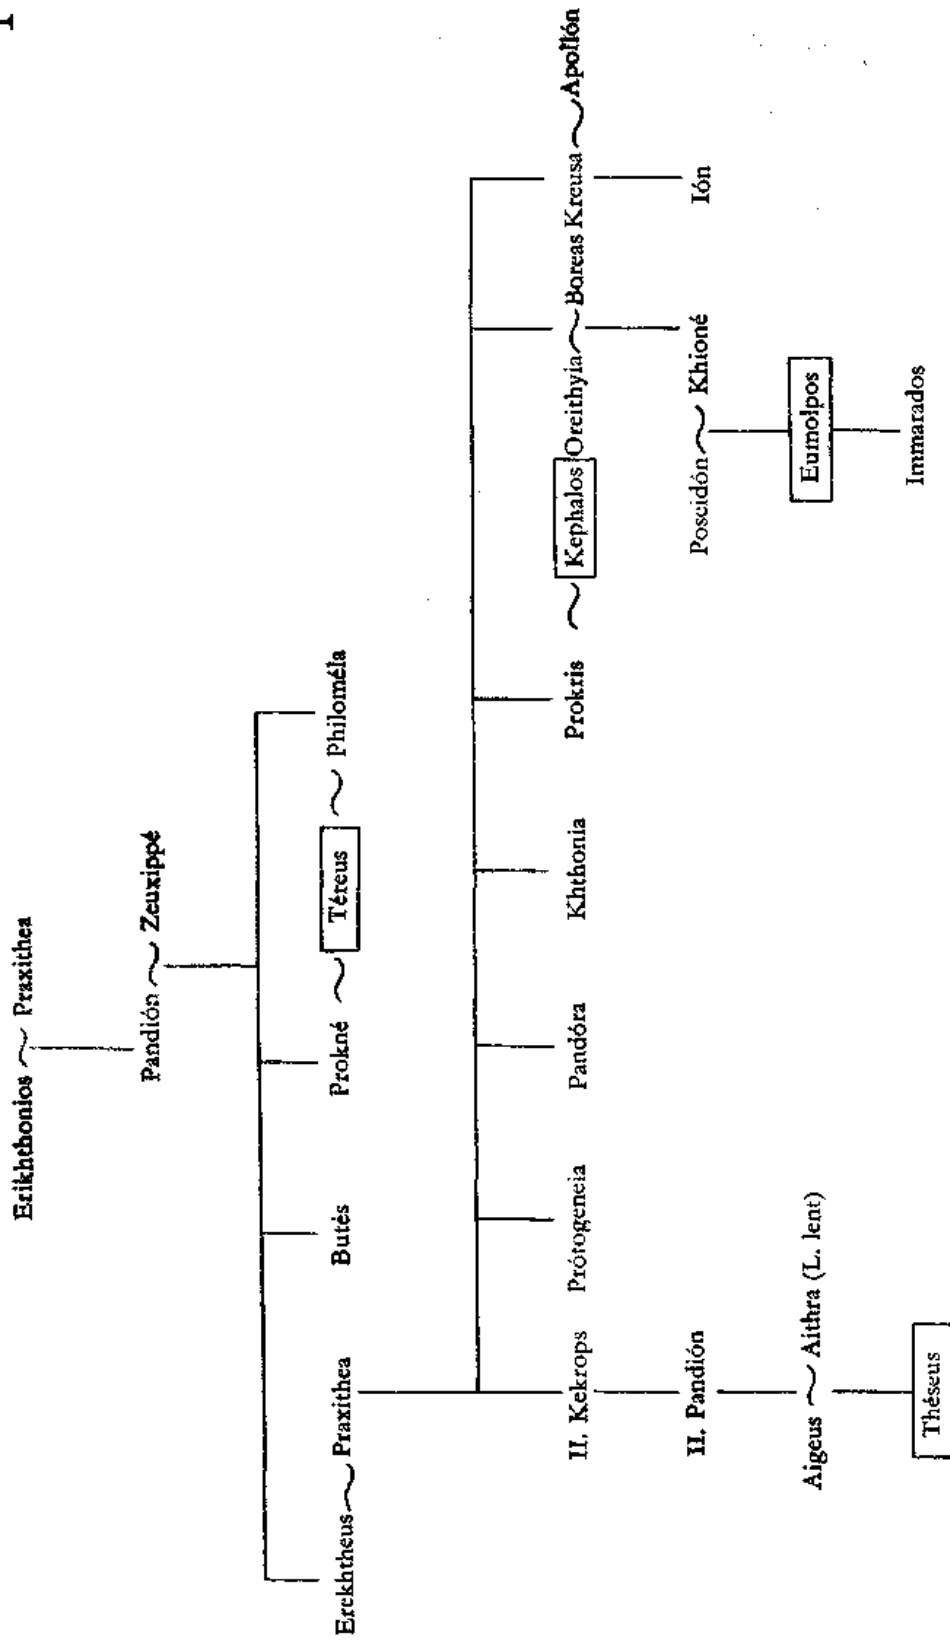 Erikhthonios ~ Praxithea
Pandión ~ Zeuxippé
Erekhtheus ~ Praxithea Butés Prokné ~ Téreus ~ Philoméla
II. Kekrops Prótogeneia Pandóra Khthonia Prokris ~ Kephalos Oreithyia ~ Boreas Kreusa ~ Apollón
II. Pandión Poseidón ~ Khioné Ión
Aigeus ~ Aithra (L. lent) Eumolpos
Théseus Immarados